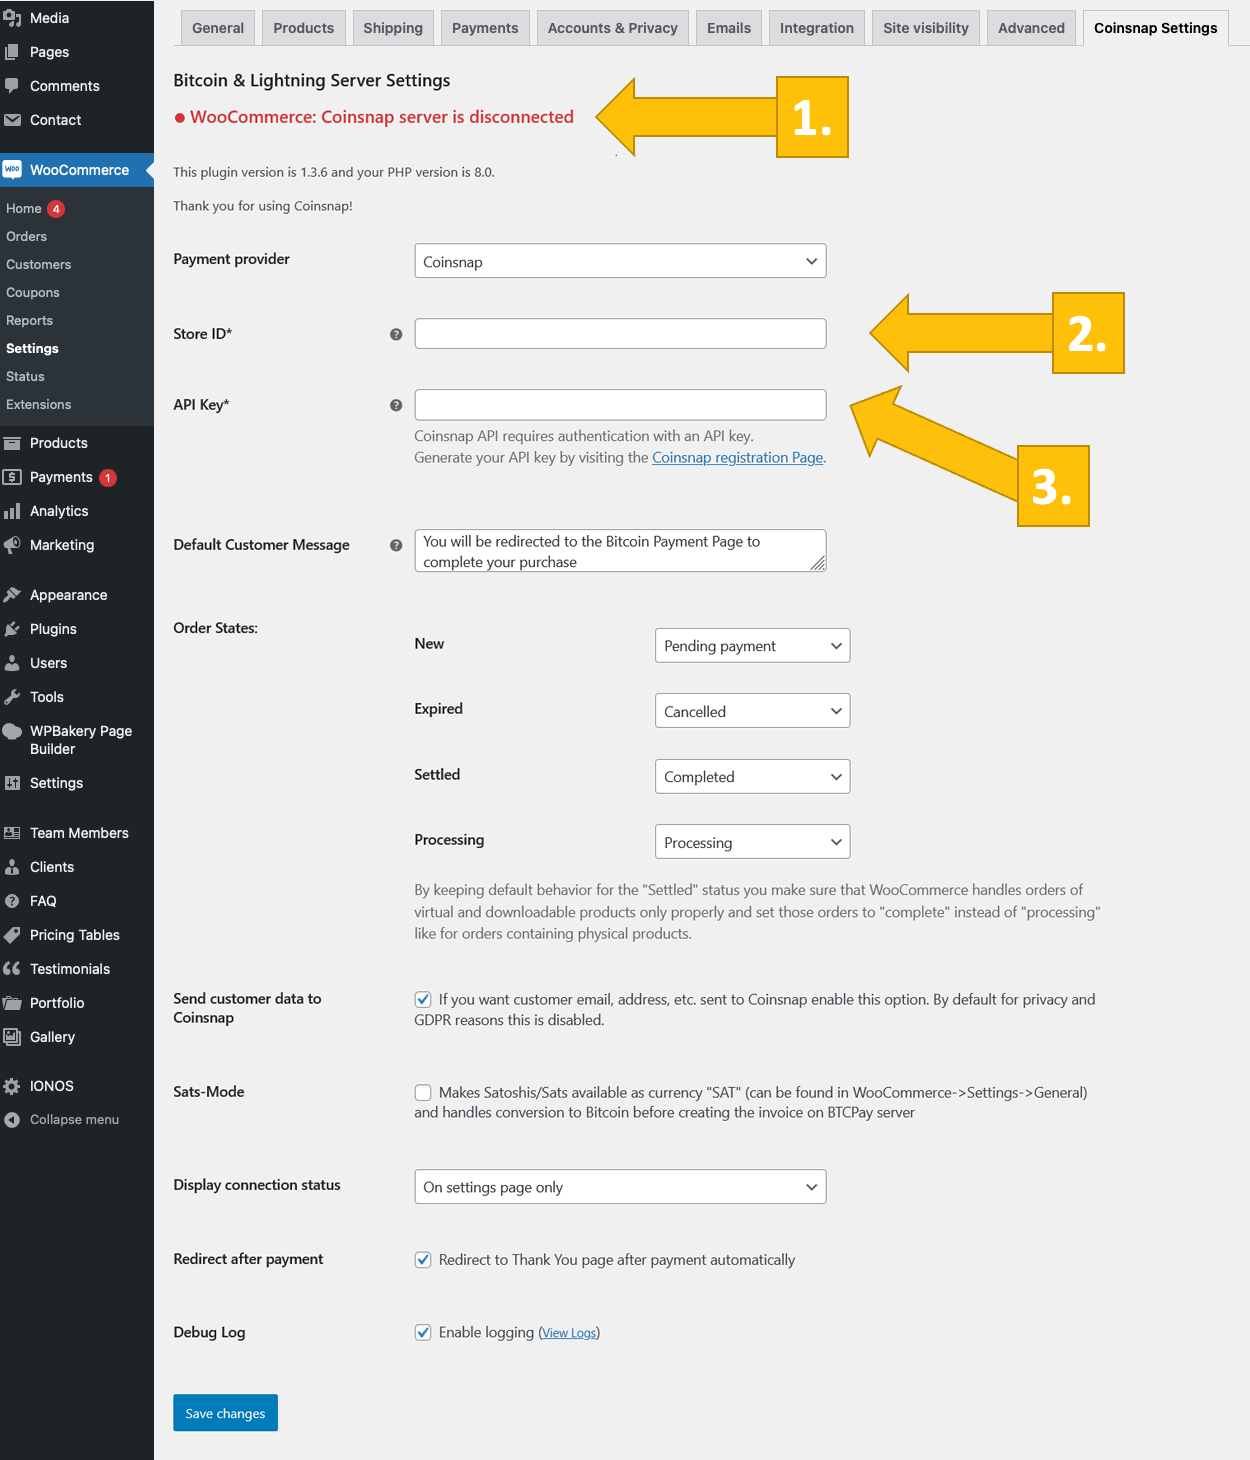 Media
Pages
Comments
Contact
WooCommerce
Home 4
Orders
Customers
Coupons
Reports
Settings
Status
Extensions
Products
Payments 1
Analytics
Marketing
Appearance
Plugins
Users
Tools
WPBakery Page
Builder
Settings
Team Members
Clients
FAQ
Pricing Tables
Testimonials
Portfolio
Gallery
IONOS
Collapse menu
General Products Shipping Payments Accounts & Privacy Emails Integration Site visibility Advanced Coinsnap Settings
Bitcoin & Lightning Server Settings
WooCommerce: Coinsnap server is disconnected
1.
This plugin version is 1.3.6 and your PHP version is 8.0.
Thank you for using Coinsnap!
Payment provider Coinsnap
Store ID* ?
2.
API Key* ?
Coinsnap API requires authentication with an API key.
Generate your API key by visiting the Coinsnap registration Page.
3.
Default Customer Message ? You will be redirected to the Bitcoin Payment Page to
complete your purchase
Order States:
New Pending payment
Expired Cancelled
Settled Completed
Processing Processing
By keeping default behavior for the "Settled" status you make sure that WooCommerce handles orders of
virtual and downloadable products only properly and set those orders to "complete" instead of "processing"
like for orders containing physical products.
Send customer data to
Coinsnap
If you want customer email, address, etc. sent to Coinsnap enable this option. By default for privacy and
GDPR reasons this is disabled.
Sats-Mode
Makes Satoshis/Sats available as currency "SAT" (can be found in WooCommerce->Settings->General)
and handles conversion to Bitcoin before creating the invoice on BTCPay server
Display connection status On settings page only
Redirect after payment Redirect to Thank You page after payment automatically
Debug Log Enable logging (View Logs)
Save changes